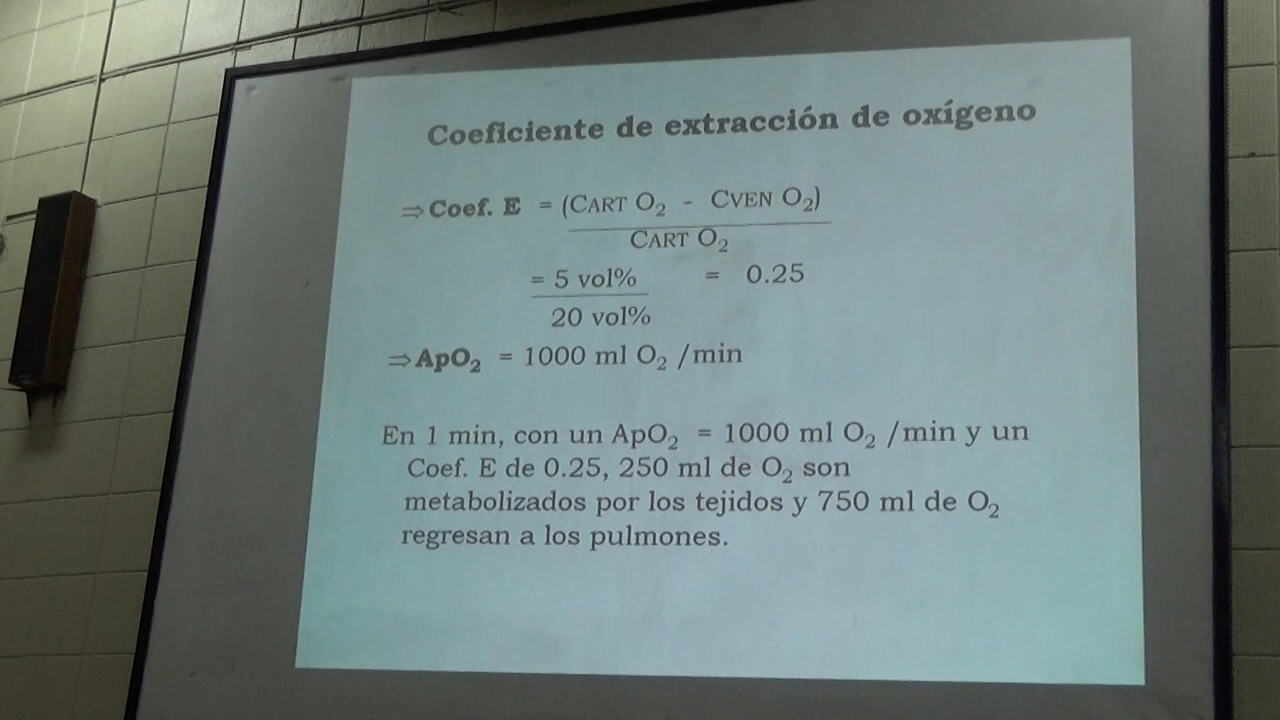 Coeficiente de extracción de oxígeno
⇒Coef. E = (CART O₂ - CVEN O₂)
CART O₂
= 5 vol% = 0.25
20 vol%
⇒ApO₂ = 1000 ml O₂ /min
En 1 min, con un ApO₂ = 1000 ml O₂ /min y un
Coef. E de 0.25, 250 ml de O₂ son
metabolizados por los tejidos y 750 ml de O₂
regresan a los pulmones.